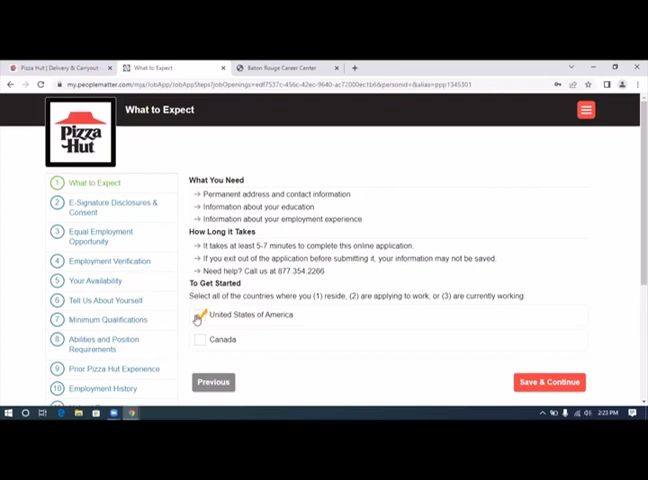 Pizza Hut | Delivery & Carryout
What to Expect
Baton Rouge Career Center
my.peoplematter.com/mja/JobApp/JobAppSteps?jobOpenings=edf7537c-456c-42ec-9640-ac72000ec1b6&personid=&alias=ppp1345301
Pizza
Hut
What to Expect
1 What to Expect
2 E-Signature Disclosures &
Consent
3 Equal Employment
Opportunity
4 Employment Verification
5 Your Availability
6 Tell Us About Yourself
7 Minimum Qualifications
8 Abilities and Position
Requirements
9 Prior Pizza Hut Experience
10 Employment History
What You Need
→ Permanent address and contact information
→ Information about your education
→ Information about your employment experience
How Long it Takes
→ It takes at least 5-7 minutes to complete this online application.
→ If you exit out of the application before submitting it, your information may not be saved.
→ Need help? Call us at 877.354.2266
To Get Started
Select all of the countries where you (1) reside, (2) are applying to work, or (3) are currently working:
United States of America
Canada
Previous
Save & Continue
2:23 PM